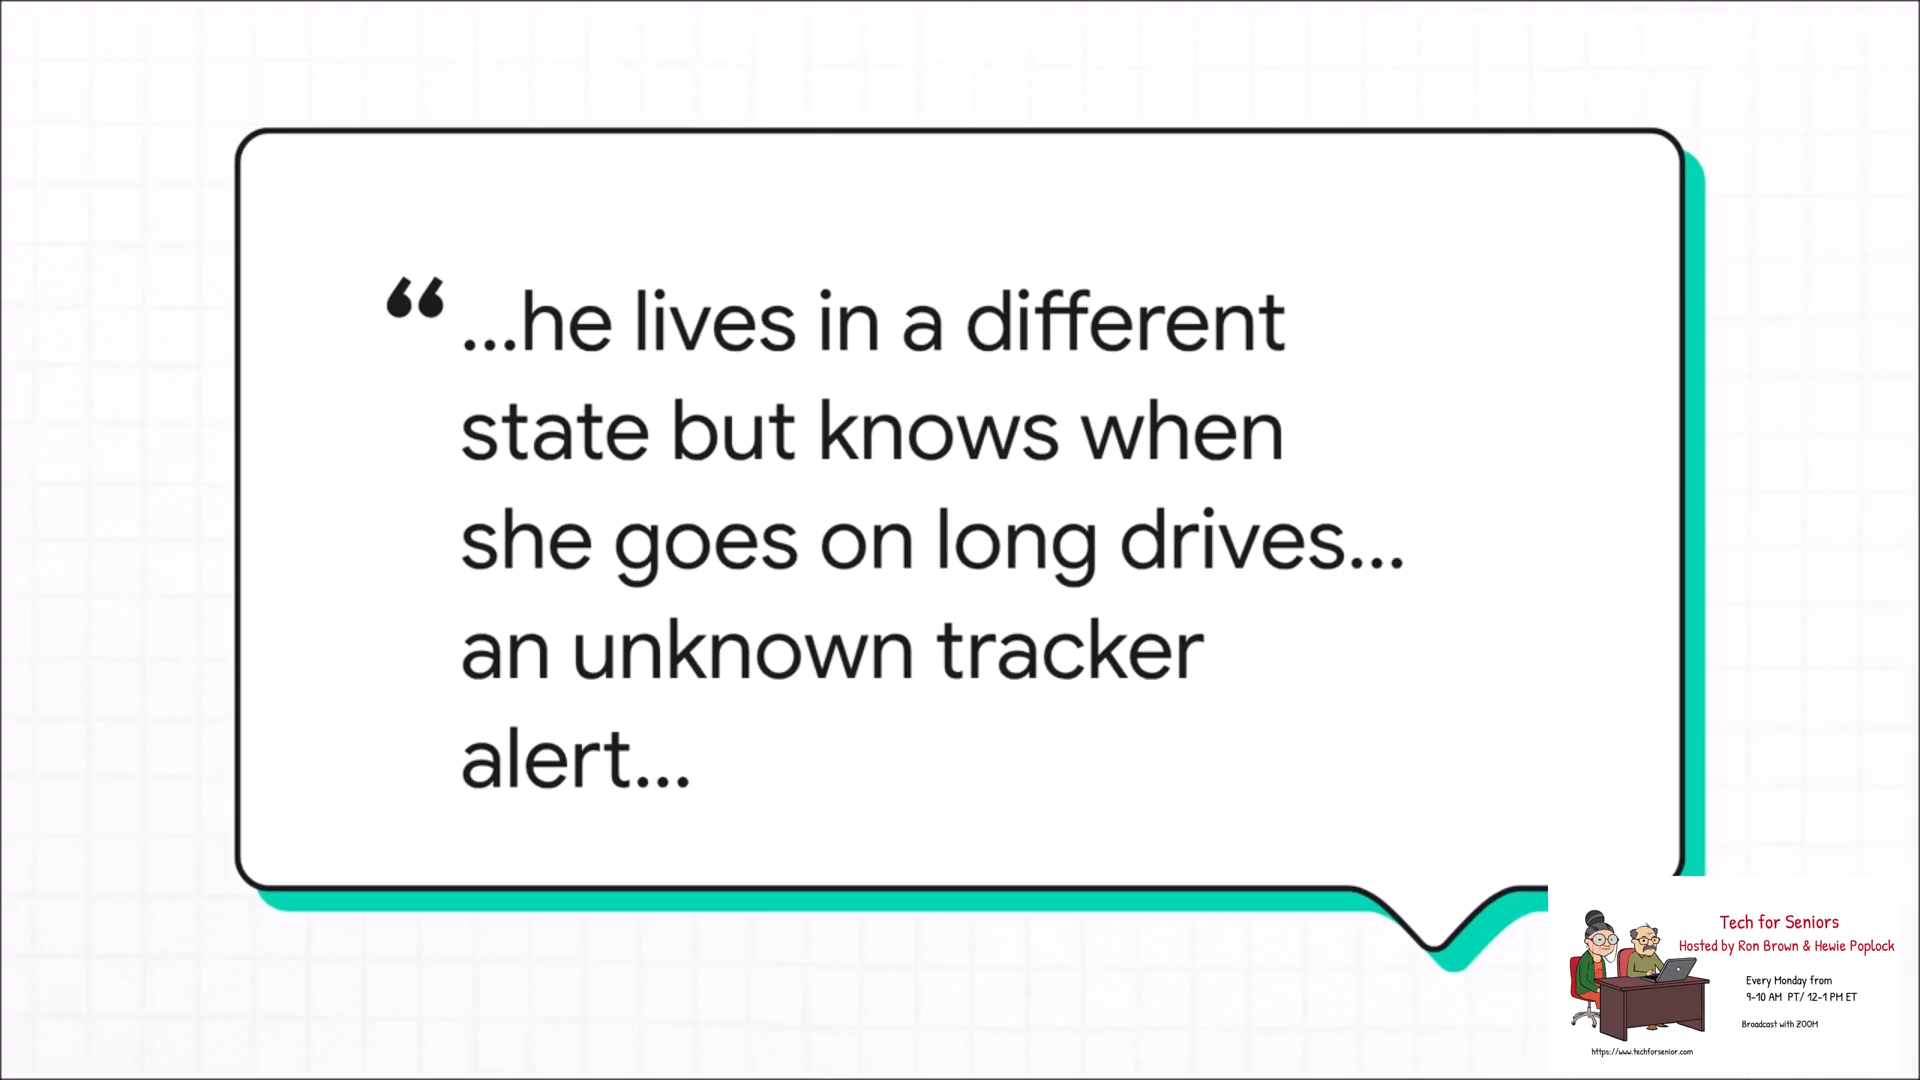 “ ...he lives in a different
state but knows when
she goes on long drives...
an unknown tracker
alert...
Tech for Seniors
Hosted by Ron Brown & Hewie Poplock
Every Monday from
9-10 AM PT/ 12-1 PM ET
Broadcast with ZOOM
https://www.techforsenior.com